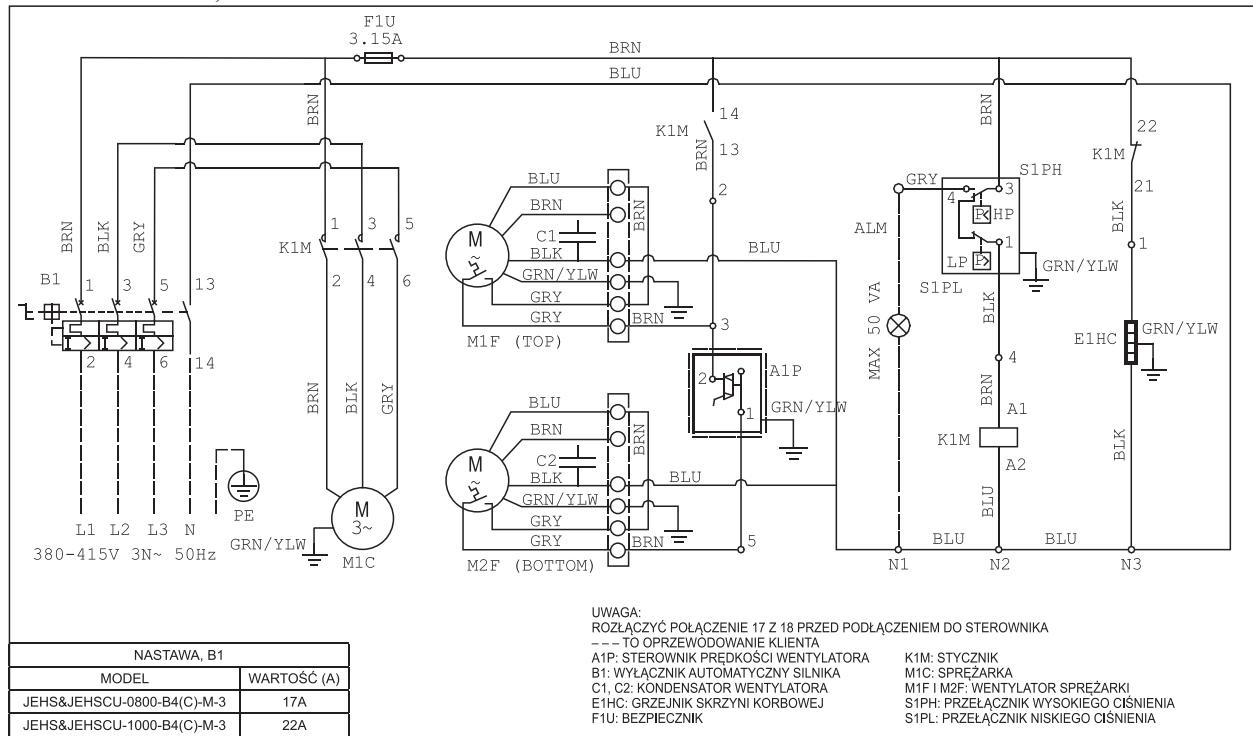 F1U
3.15A
BRN
BLU
BRN
14
K1M
13
BRN
2
BRN
22
K1M
21
BLK
1
S1PH
GRY
4
3
P< HP
1
LP P>
S1PL
GRN/YLW
ALM
MAX 50 VA
BLK
4
BRN
A1
K1M
A2
BLU
E1HC
GRN/YLW
BLK
BRN
BLK
GRY
B1
1
3
5
13
2
4
6
14
K1M
1
3
5
2
4
6
BRN
BLK
GRY
L1
L2
L3
N
PE
380-415V 3N~ 50Hz
GRN/YLW
M
3~
M1C
BLU
BRN
C1
BLK
GRN/YLW
GRY
GRY
M
~
BRN
BLU
BRN
3
M1F (TOP)
2
A1P
1
GRN/YLW
BLU
BRN
C2
BLK
GRN/YLW
GRY
GRY
M
~
BRN
BLU
BRN
5
M2F (BOTTOM)
N1
BLU
N2
BLU
N3
UWAGA:
ROZŁĄCZYĆ POŁĄCZENIE 17 Z 18 PRZED PODŁĄCZENIEM DO STEROWNIKA
---- TO OPRZEWODOWANIE KLIENTA
A1P: STEROWNIK PRĘDKOŚCI WENTYLATORA
B1: WYŁĄCZNIK AUTOMATYCZNY SILNIKA
C1, C2: KONDENSATOR WENTYLATORA
E1HC: GRZEJNIK SKRZYNI KORBOWEJ
F1U: BEZPIECZNIK
K1M: STYCZNIK
M1C: SPRĘŻARKA
M1F I M2F: WENTYLATOR SPRĘŻARKI
S1PH: PRZEŁĄCZNIK WYSOKIEGO CIŚNIENIA
S1PL: PRZEŁĄCZNIK NISKIEGO CIŚNIENIA
NASTAWA, B1
MODEL WARTOŚĆ (A)
JEHS&JEHSCU-0800-B4(C)-M-3 17A
JEHS&JEHSCU-1000-B4(C)-M-3 22A